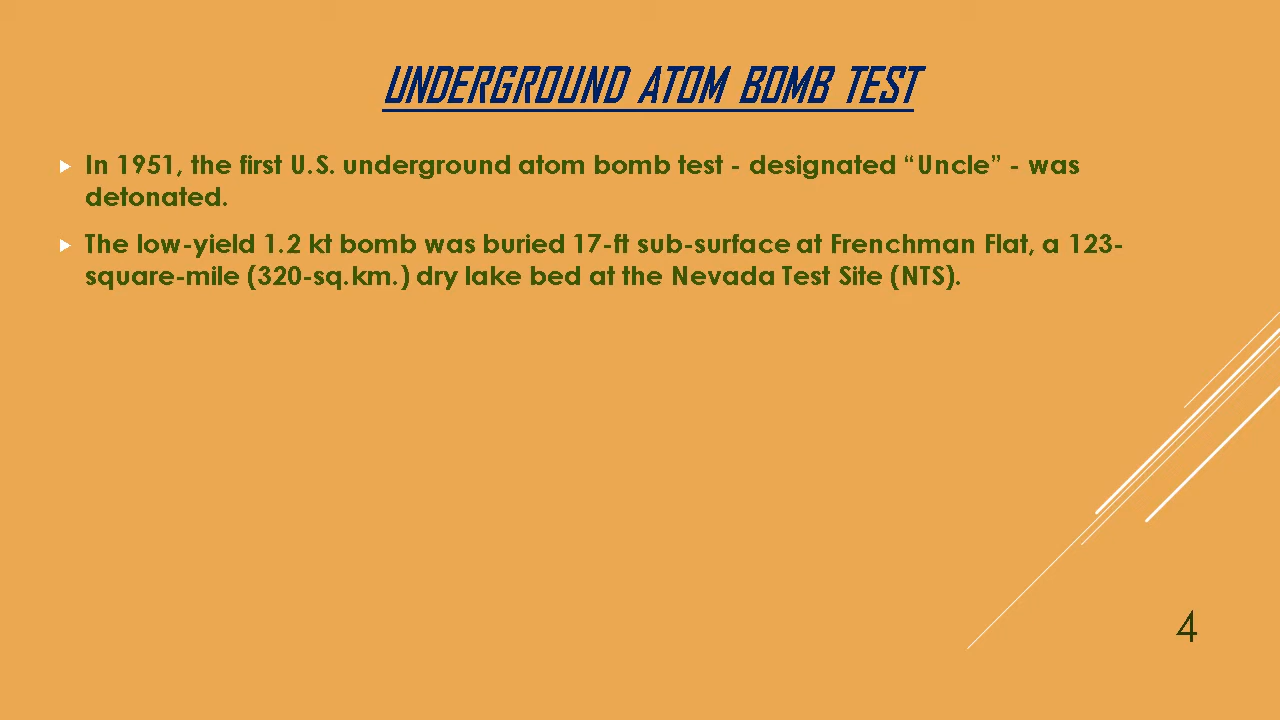 UNDERGROUND ATOM BOMB TEST
In 1951, the first U.S. underground atom bomb test - designated “Uncle” - was
detonated.
The low-yield 1.2 kt bomb was buried 17-ft sub-surface at Frenchman Flat, a 123-
square-mile (320-sq.km.) dry lake bed at the Nevada Test Site (NTS).
4